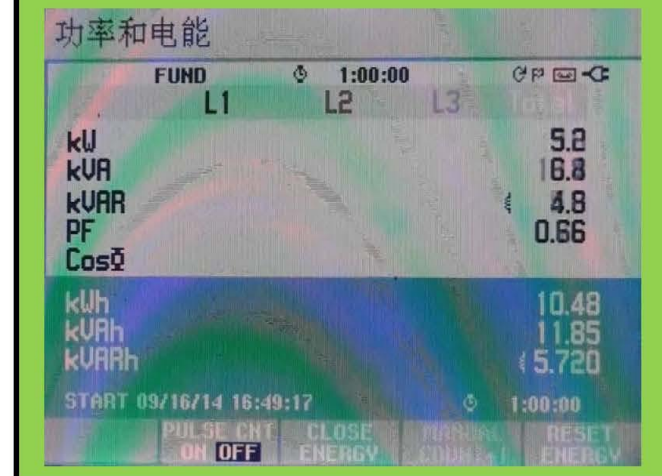 功率和电能
FUND 1:00:00
L1 L2 L3 Total
kW 5.2
kVA 6.8
kVAR 4.8
PF 0.66
CosΦ
kWh 10.48
kVAh 11.85
kVARh 5.720
START 09/16/14 16:49:17 1:00:00
PULSE CNT CLOSE MANUAL RESET
ON OFF ENERGY ENERGY